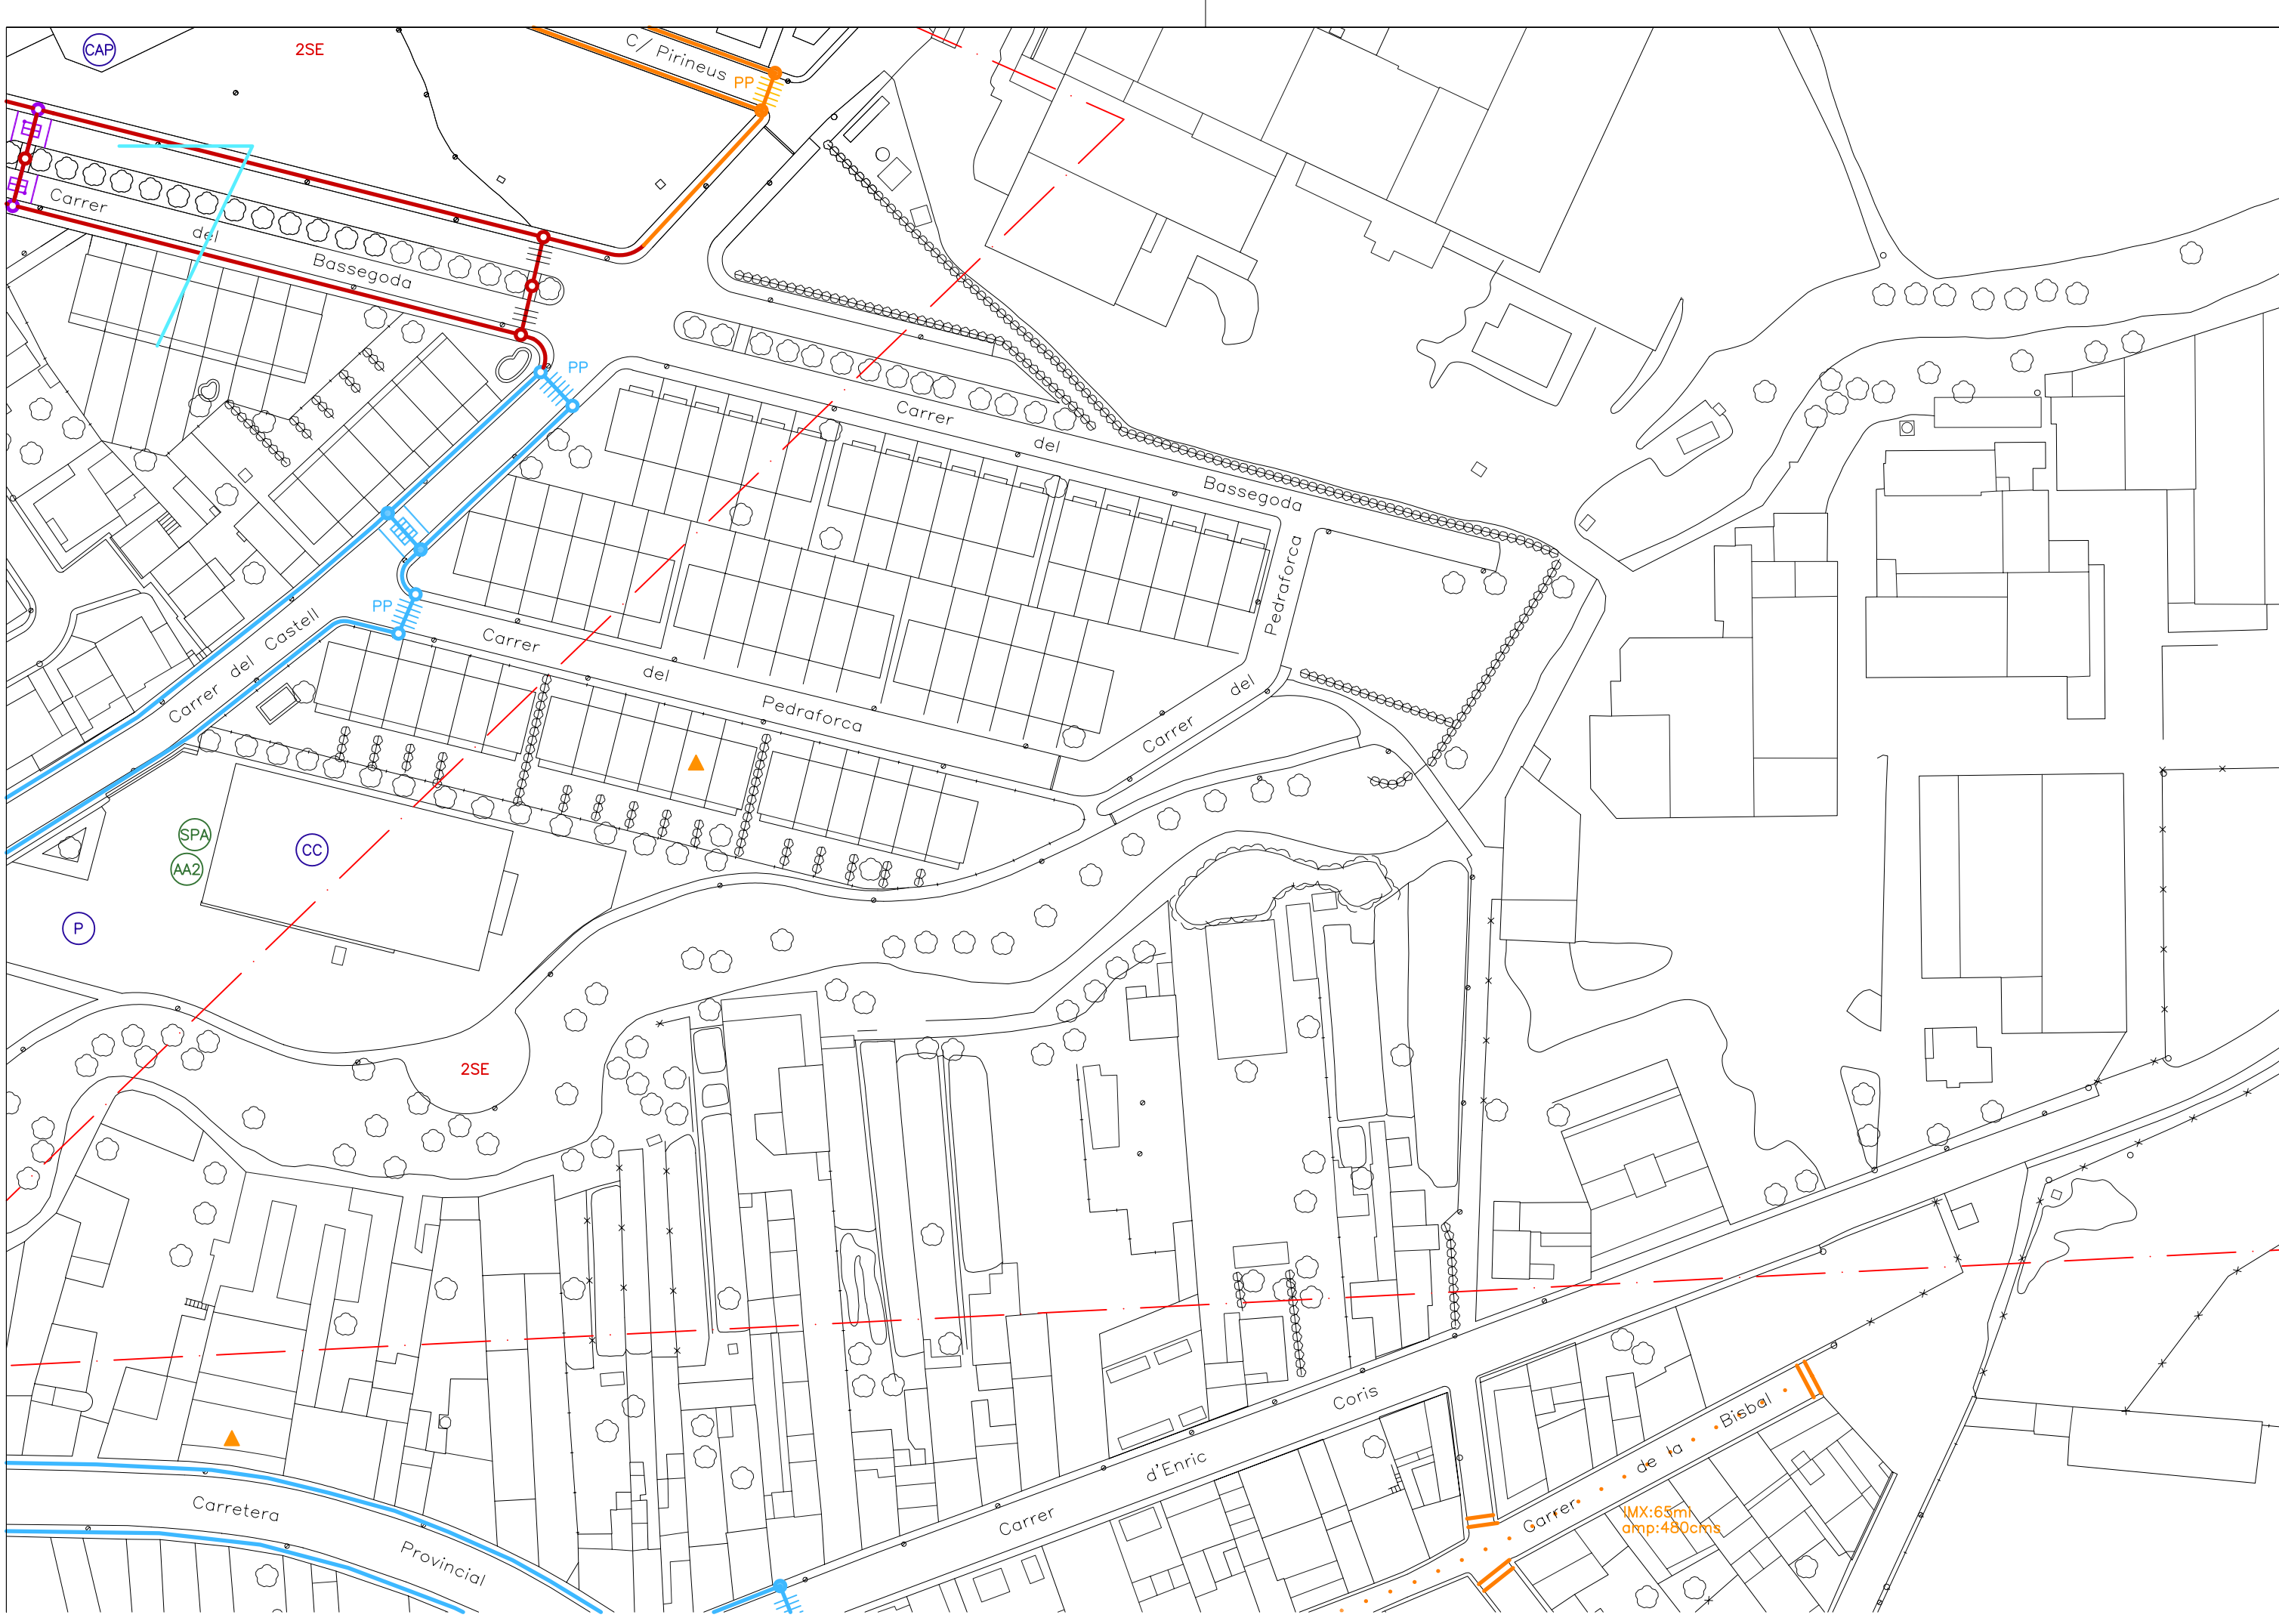 CAP
2SE
C/ Pirineus
PP
Carrer
del
Bassegoda
PP
Carrer
del
Bassegoda
Pedraforca
del
Carrer
PP
Carrer del Castell
Carrer
del
Pedraforca
SPA
AA2
CC
P
2SE
Carretera
Provincial
Carrer
d'Enric
Coris
Carrer
de la
Bisbal
IMX:65ml
amp:480cms